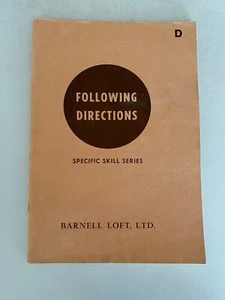 D
FOLLOWING
DIRECTIONS
SPECIFIC SKILL SERIES
BARNELL LOFT, LTD.